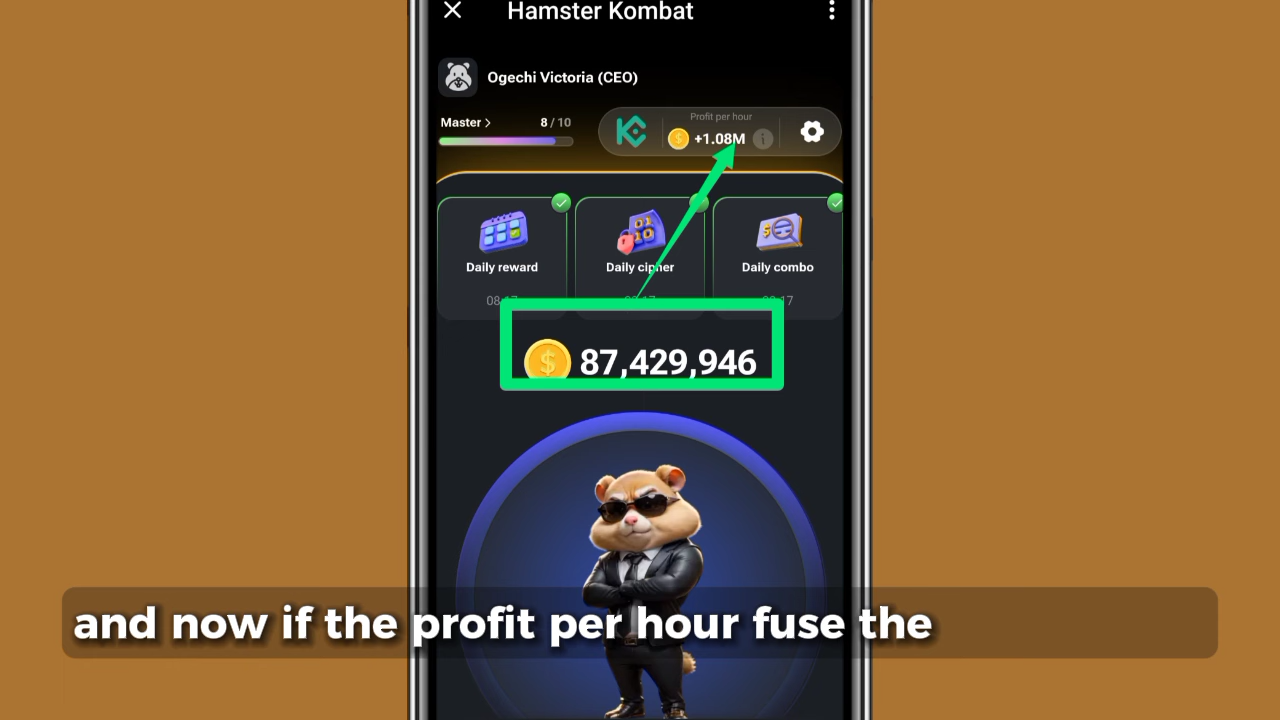 Hamster Kombat
Ogechi Victoria (CEO)
Master > 8 / 10
Profit per hour
+1.08M
Daily reward
Daily cipher
Daily combo
87,429,946
and now if the profit per hour fuse the